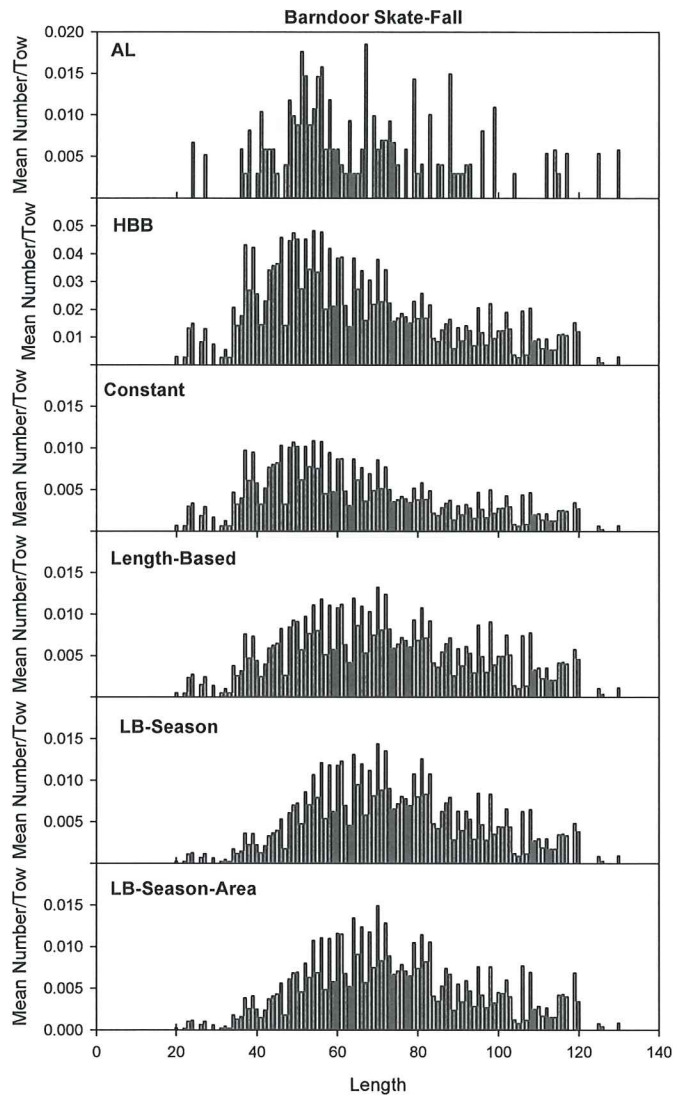 Barndoor Skate-Fall
AL
Mean Number/Tow
0.020
0.015
0.010
0.005
HBB
Mean Number/Tow
0.05
0.04
0.03
0.02
0.01
Constant
Mean Number/Tow
0.015
0.010
0.005
Length-Based
Mean Number/Tow
0.015
0.010
0.005
LB-Season
Mean Number/Tow
0.015
0.010
0.005
LB-Season-Area
Mean Number/Tow
0.015
0.010
0.005
0.000
0 20 40 60 80 100 120 140
Length